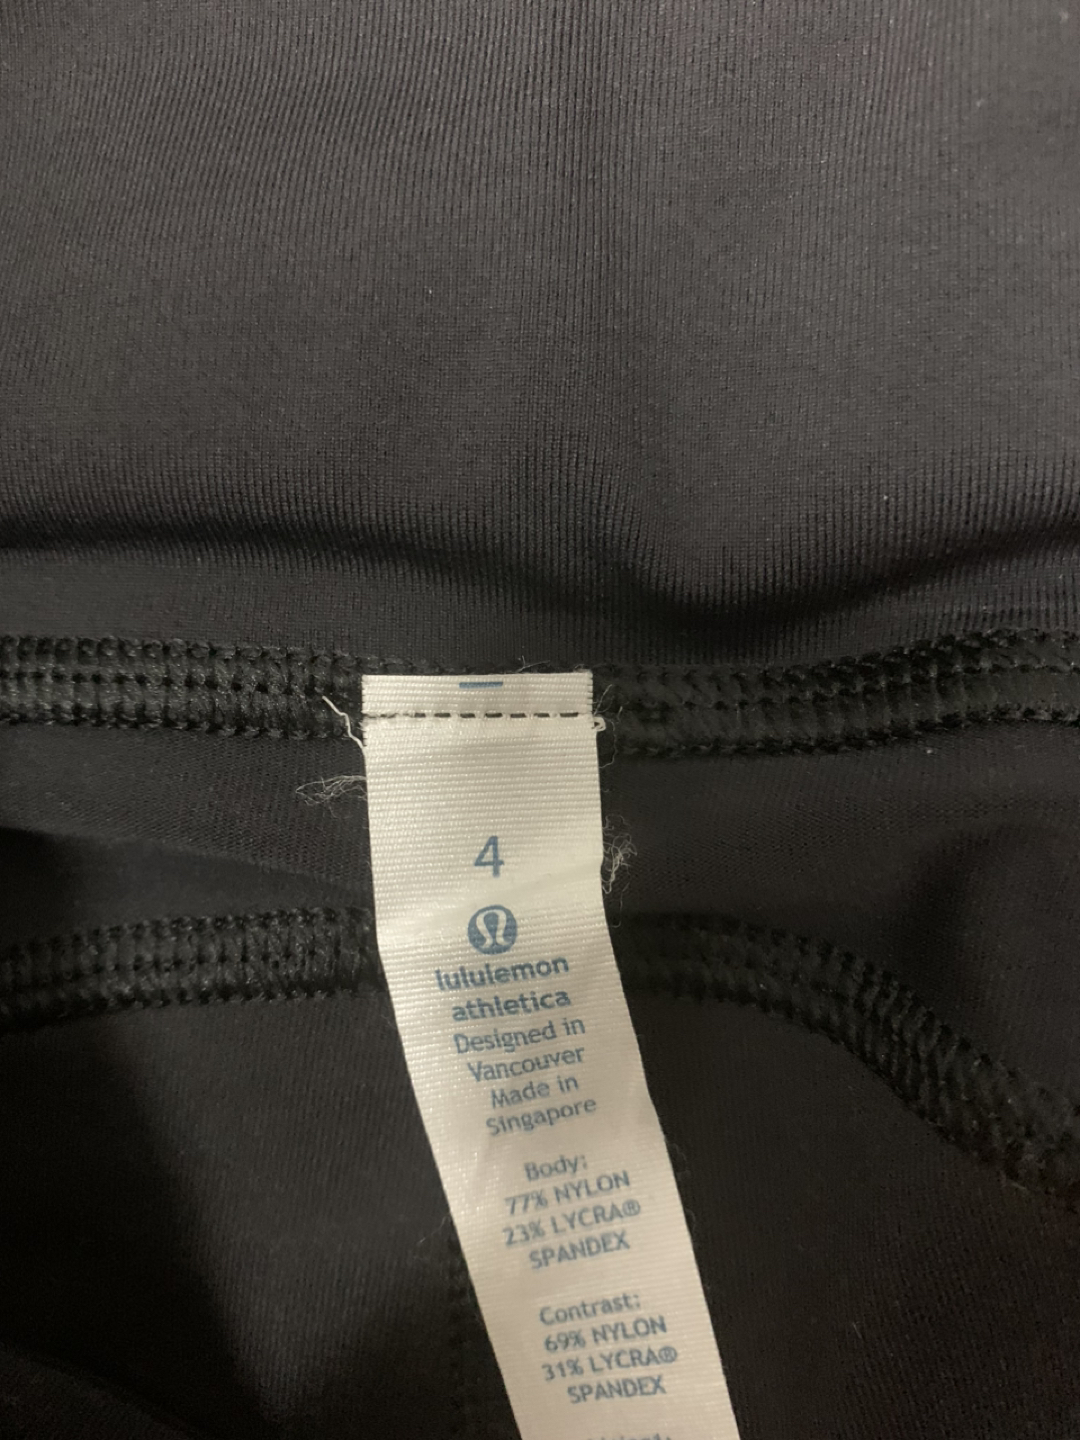 4
lululemon
athletica
Designed in
Vancouver
Made in
Singapore
Body:
77% NYLON
23% LYCRA®
SPANDEX
Contrast:
69% NYLON
31% LYCRA®
SPANDEX